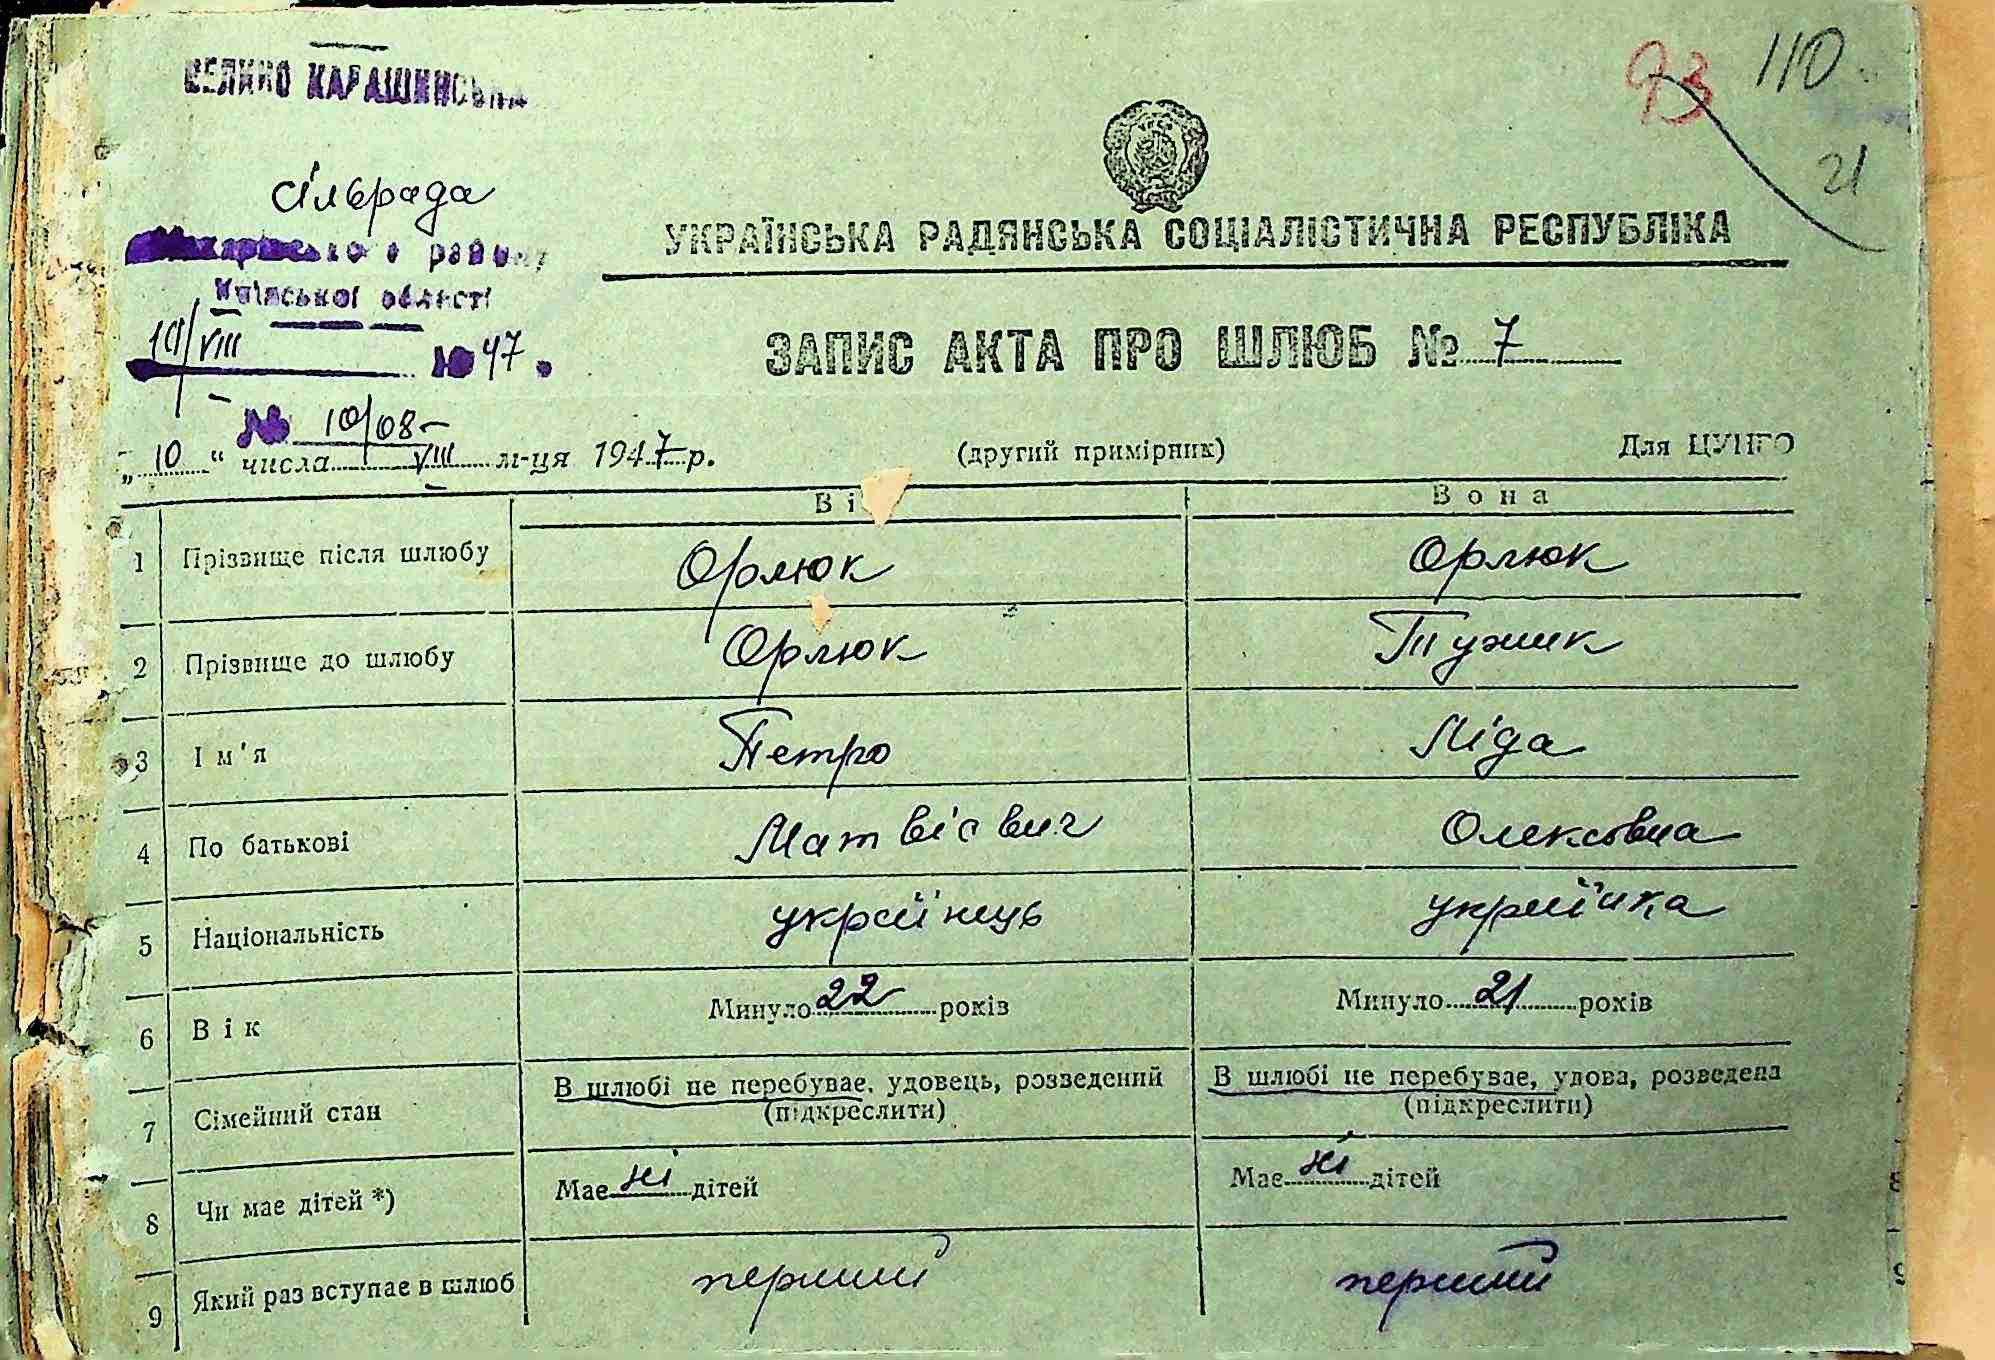 ВЕЛИКО КАРАШИНСЬКА
сільрада
Макарівського району
Київської області
10/VIII 1947.
№ 10/08-
93 110
21
УКРАЇНСЬКА РАДЯНСЬКА СОЦІАЛІСТИЧНА РЕСПУБЛІКА
ЗАПИС АКТА ПРО ШЛЮБ № 7
„10“ числа VIII м-ця 1947 р. (другий примірник) Для ЦУНГО
Ві Вона
1 Прізвище після шлюбу Орлюк Орлюк
2 Прізвище до шлюбу Орлюк Тужик
3 Ім'я Петро Ліда
4 По батькові Матвієвич Олексовна
5 Національність українець українка
6 Вік Минуло 22 років Минуло 21 років
7 Сімейний стан В шлюбі не перебуває, удовець, розведений В шлюбі не перебуває, удова, розведена
(підкреслити) (підкреслити)
8 Чи має дітей *) Має ні дітей Має ні дітей
9 Який раз вступає в шлюб перший перший